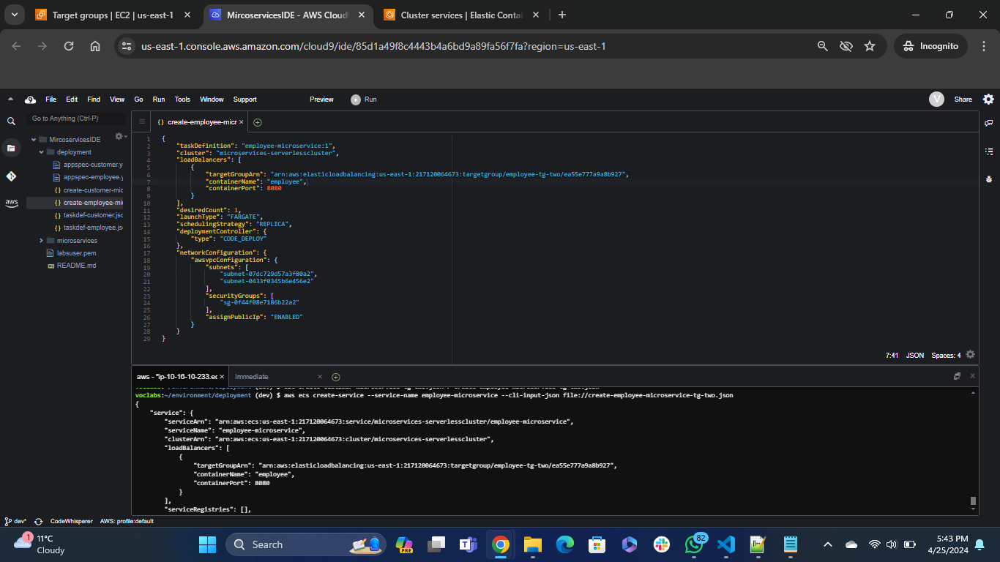 Target groups | EC2 | us-east-1
MircoservicesIDE - AWS Cloud
Cluster services | Elastic Conta
us-east-1.console.aws.amazon.com/cloud9/ide/85d1a49f8c4443b4a6bd9a89fa56f7fa?region=us-east-1
Incognito
9 File Edit Find View Go Run Tools Window Support Preview Run V Share
Go to Anything (Ctrl-P)
MircoservicesIDE
deployment
appspec-customer.y
appspec-employee.y
{} create-customer-mic
{} create-employee-mi
{} taskdef-customer.jsc
{} taskdef-employee.js
microservices
labsuser.pem
README.md
aws
{} create-employee-micr
1 {
2 "taskDefinition": "employee-microservice:1",
3 "cluster": "microservices-serverlesscluster",
4 "loadBalancers": [
5 {
6 "targetGroupArn": "arn:aws:elasticloadbalancing:us-east-1:217120064673:targetgroup/employee-tg-two/ea55e777a9a8b927",
7 "containerName": "employee",
8 "containerPort": 8080
9 }
10 ],
11 "desiredCount": 1,
12 "launchType": "FARGATE",
13 "schedulingStrategy": "REPLICA",
14 "deploymentController": {
15 "type": "CODE_DEPLOY"
16 },
17 "networkConfiguration": {
18 "awsvpcConfiguration": {
19 "subnets": [
20 "subnet-07dc729d57a3f80a2",
21 "subnet-0433f0345b6e456e2"
22 ],
23 "securityGroups": [
24 "sg-0f44f08e7186b22a2"
25 ],
26 "assignPublicIp": "ENABLED"
27 }
28 }
29 }
7:41 JSON Spaces: 4
aws - "ip-10-16-10-233.ec
Immediate
voclabs:~/environment/deployment (dev) $ aws ecs create-service --service-name employee-microservice --cli-input-json file://create-employee-microservice-tg-two.json
{
"service": {
"serviceArn": "arn:aws:ecs:us-east-1:217120064673:service/microservices-serverlesscluster/employee-microservice",
"serviceName": "employee-microservice",
"clusterArn": "arn:aws:ecs:us-east-1:217120064673:cluster/microservices-serverlesscluster",
"loadBalancers": [
{
"targetGroupArn": "arn:aws:elasticloadbalancing:us-east-1:217120064673:targetgroup/employee-tg-two/ea55e777a9a8b927",
"containerName": "employee",
"containerPort": 8080
}
],
"serviceRegistries": [],
dev* CodeWhisperer AWS: profile:default
1
11°C
Cloudy
Search
PRE
82
5:43 PM
4/25/2024